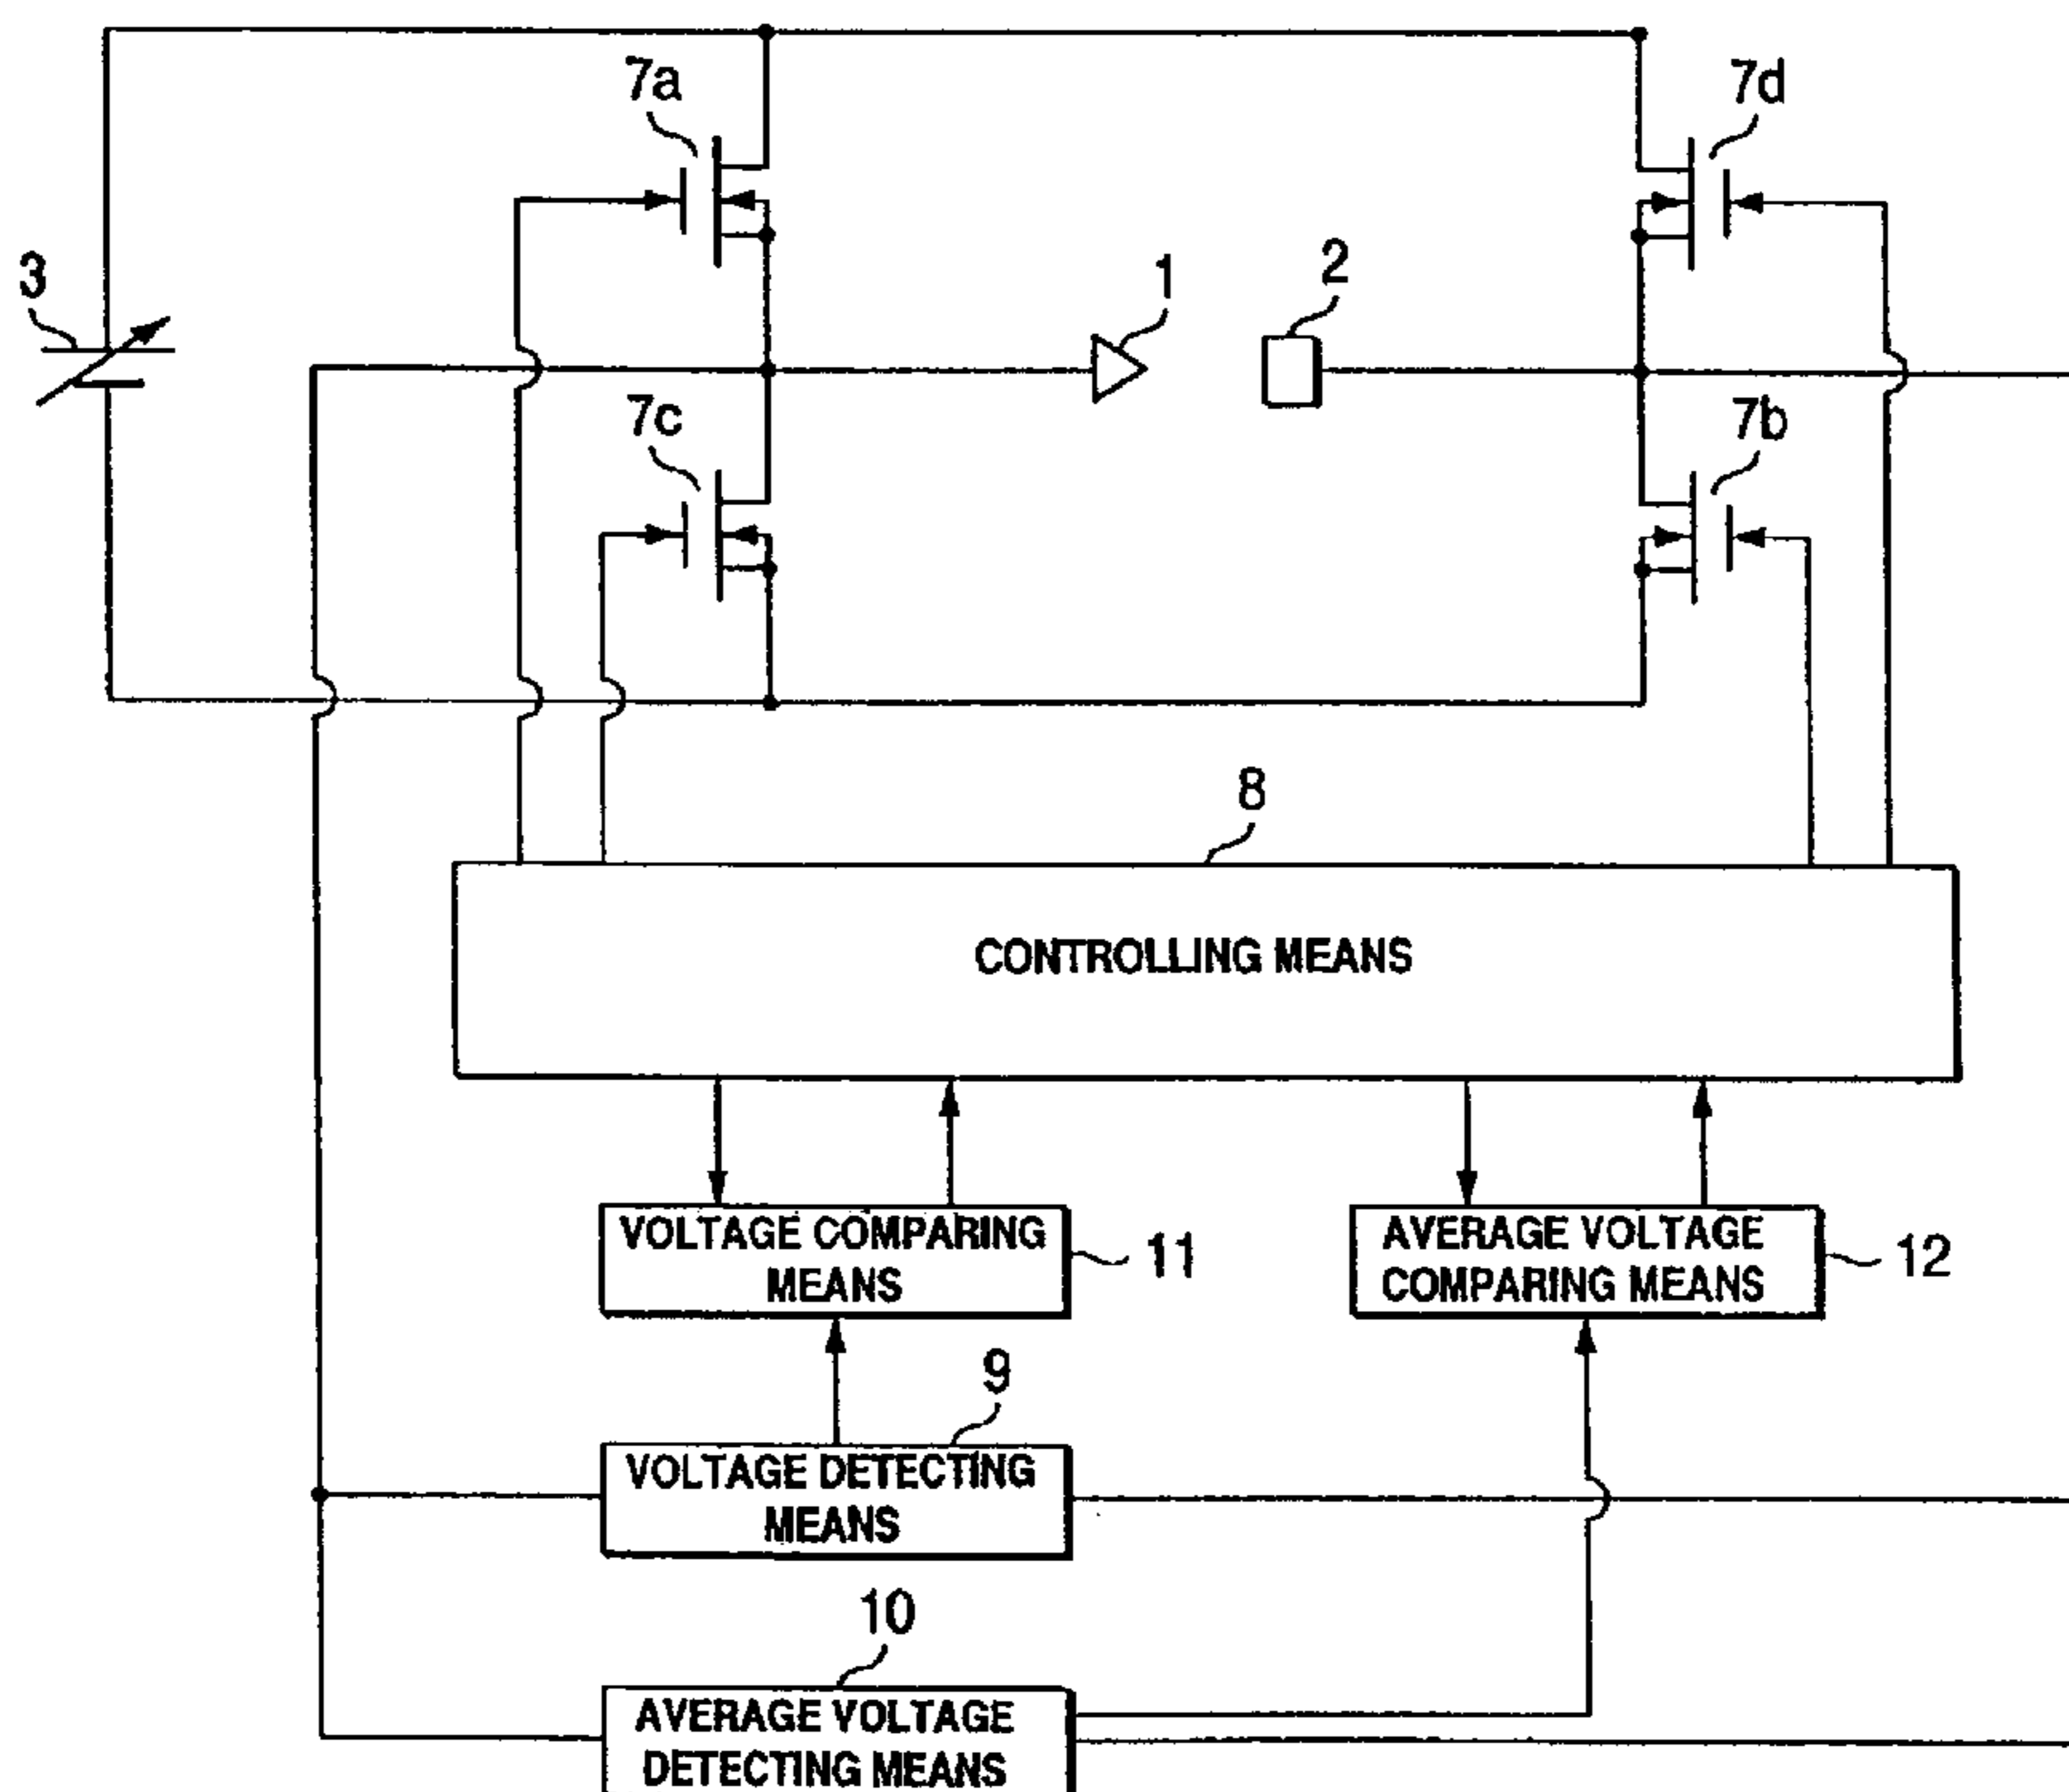 7a
7d
3
1
2
7c
7b
8
CONTROLLING MEANS
VOLTAGE COMPARING
MEANS
11
AVERAGE VOLTAGE
COMPARING MEANS
12
9
VOLTAGE DETECTING
MEANS
10
AVERAGE VOLTAGE
DETECTING MEANS